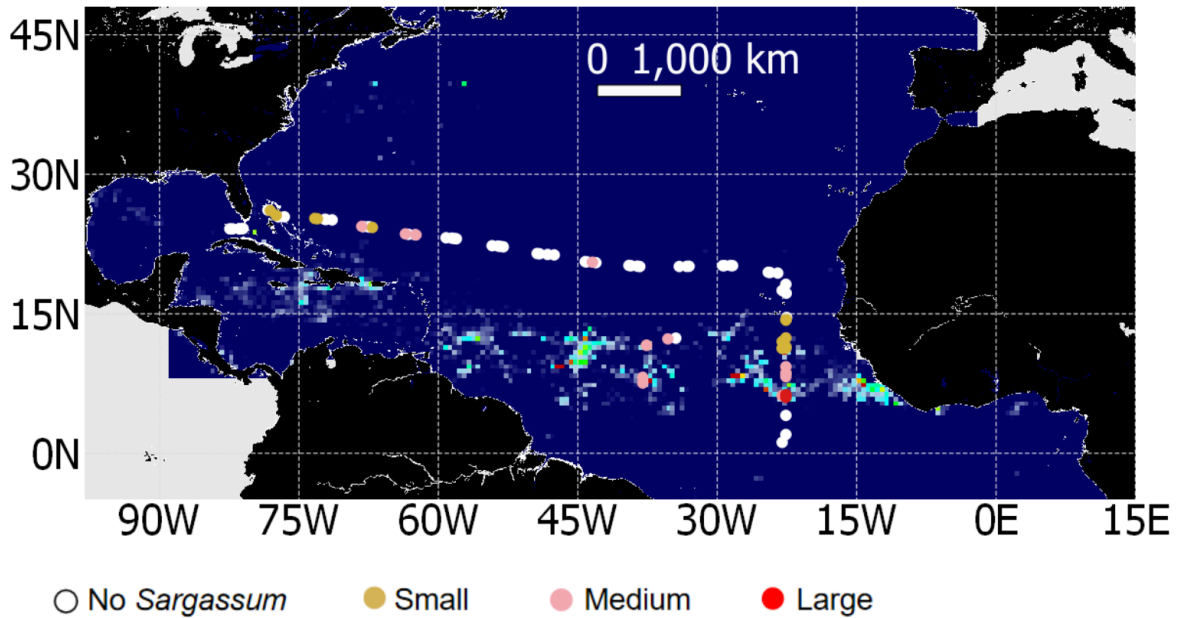 45N
0 1,000 km
30N
15N
0N
90W 75W 60W 45W 30W 15W 0E 15E
No Sargassum Small Medium Large